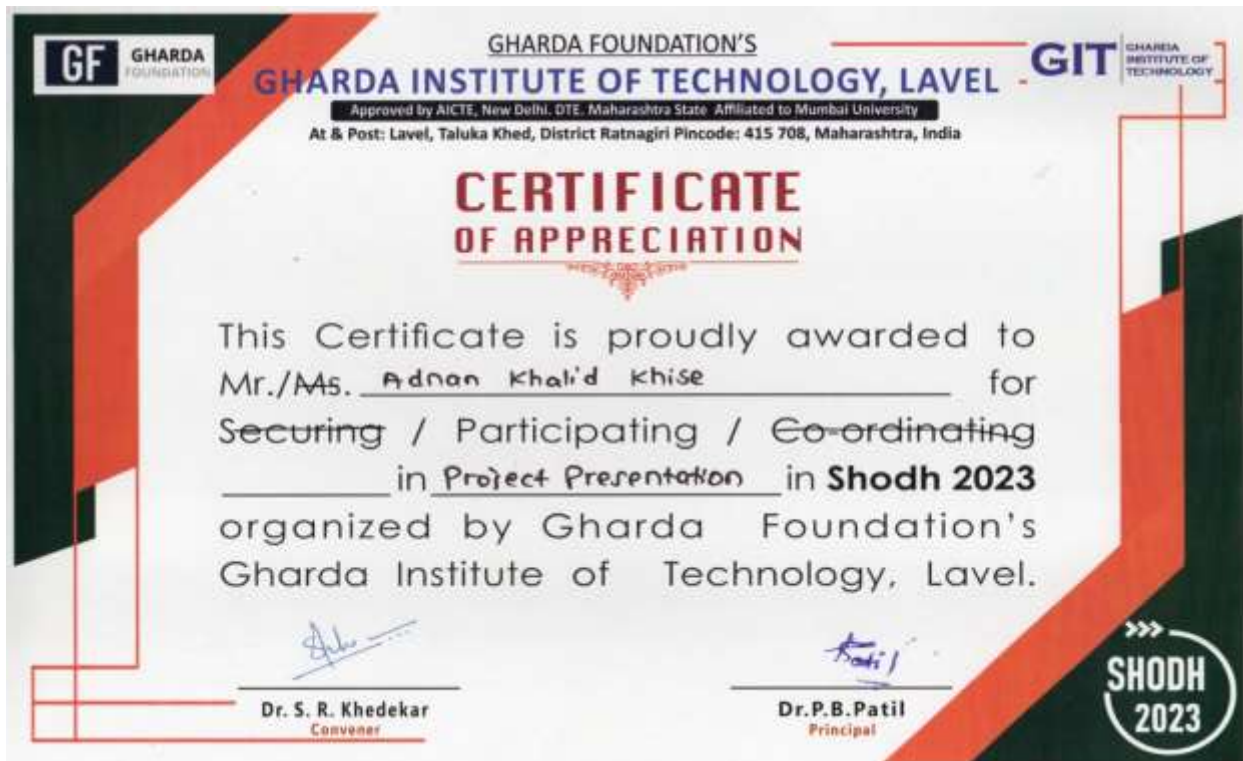 GF GHARDA
FOUNDATION
GHARDA FOUNDATION'S
GHARDA INSTITUTE OF TECHNOLOGY, LAVEL
GIT GHARDA
INSTITUTE OF
TECHNOLOGY
Approved by AICTE, New Delhi. DTE. Maharashtra State Affiliated to Mumbai University
At & Post: Lavel, Taluka Khed, District Ratnagiri Pincode: 415 708, Maharashtra, India
CERTIFICATE
OF APPRECIATION
This Certificate is proudly awarded to
Mr./Ms. Adnan Khalid Khise for
Securing / Participating / Co-ordinating
in Project Presentation in Shodh 2023
organized by Gharda Foundation's
Gharda Institute of Technology, Lavel.
Patil
Dr. S. R. Khedekar
Convener
Dr.P.B.Patil
Principal
>>>
SHODH
2023